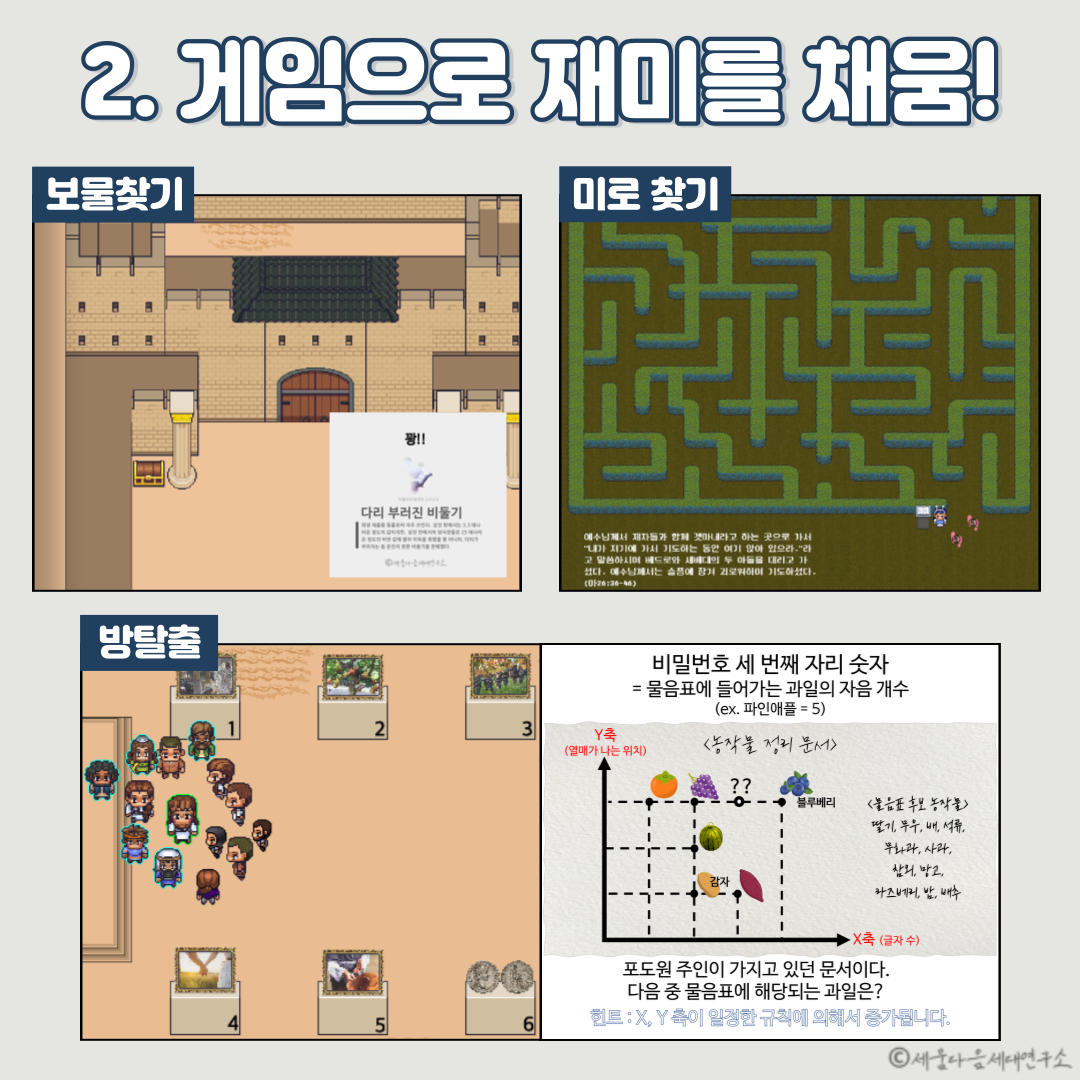 2. 게임으로 재미를 채움!
보물찾기
미로 찾기
꽝!!
다리 부러진 비둘기
©세움다음세대연구소
예수님께서 제자들과 함께 겟마네라고 하는 곳으로 가서
"내가 저기에 가서 기도하는 동안 여기 앉아 있으라."라
고 말씀하시며 베드로와 세베대의 두 아들을 데리고 가
셨다. 예수님께서는 슬픔에 잠겨 괴로워하며 기도하셨다.
(마26:36-46)
방탈출
1
2
3
4
5
6
비밀번호 세 번째 자리 숫자
= 물음표에 들어가는 과일의 자음 개수
(ex. 파인애플 = 5)
Y축
(열매가 나는 위치)
<농작물 정리 문서>
??
블루베리
<물음표 후보 농작물>
딸기, 무우, 배, 석류,
무화과, 사과,
참외, 망고,
라즈베리, 밤, 배추
감자
X축 (글자 수)
포도원 주인이 가지고 있던 문서이다.
다음 중 물음표에 해당되는 과일은?
힌트 : X, Y 축이 일정한 규칙에 의해서 증가됩니다.
©세움다음세대연구소